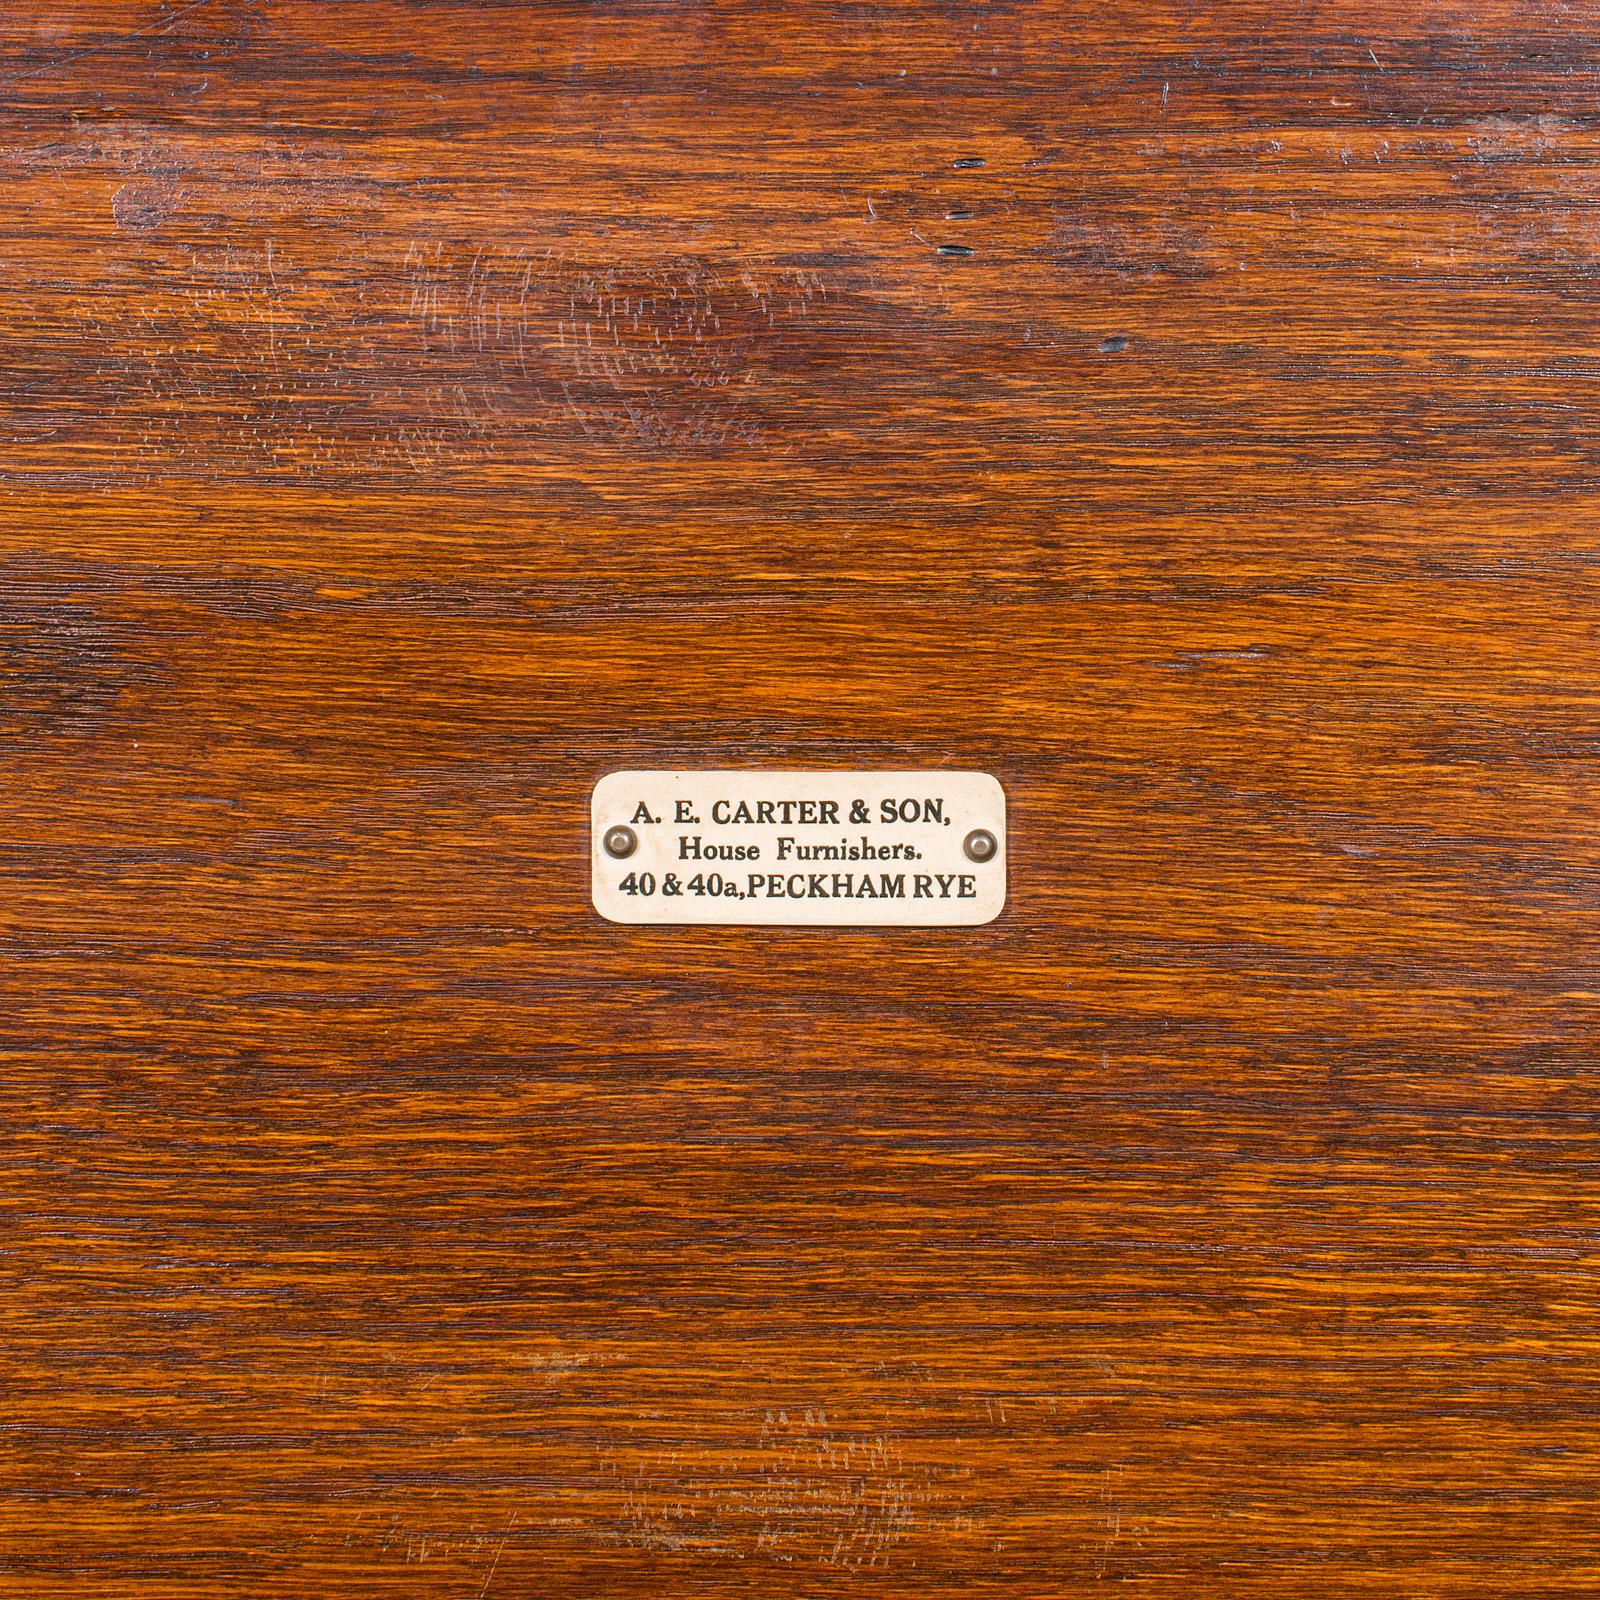 A. E. CARTER & SON,
House Furnishers.
40 & 40a, PECKHAM RYE